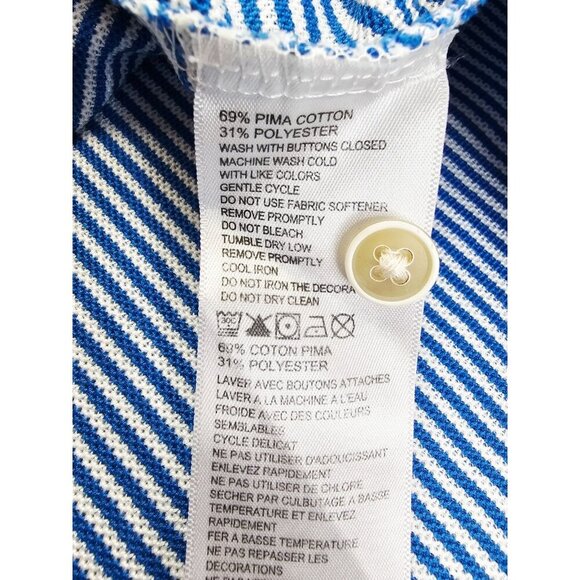 69% PIMA COTTON
31% POLYESTER
WASH WITH BUTTONS CLOSED
MACHINE WASH COLD
WITH LIKE COLORS
GENTLE CYCLE
DO NOT USE FABRIC SOFTENER
REMOVE PROMPTLY
DO NOT BLEACH
TUMBLE DRY LOW
REMOVE PROMPTLY
COOL IRON
DO NOT IRON THE DECORA
DO NOT DRY CLEAN
30C
69% COTON PIMA
31% POLYESTER
LAVER AVEC BOUTONS ATTACHES
LAVER A LA MACHINE A L'EAU
FROIDE AVEC DES COULEURS
SEMBLABLES
CYCLE DELICAT
NE PAS UTILISER D'ADOUCISSANT
ENLEVEZ RAPIDEMENT
NE PAS UTILISER DE CHLORE
SECHER PAR CULBUTAGE A BASSE
TEMPERATURE ET ENLEVEZ
RAPIDEMENT
FER A BASSE TEMPERATURE
NE PAS REPASSER LES
DECORATIONS
NE PAS